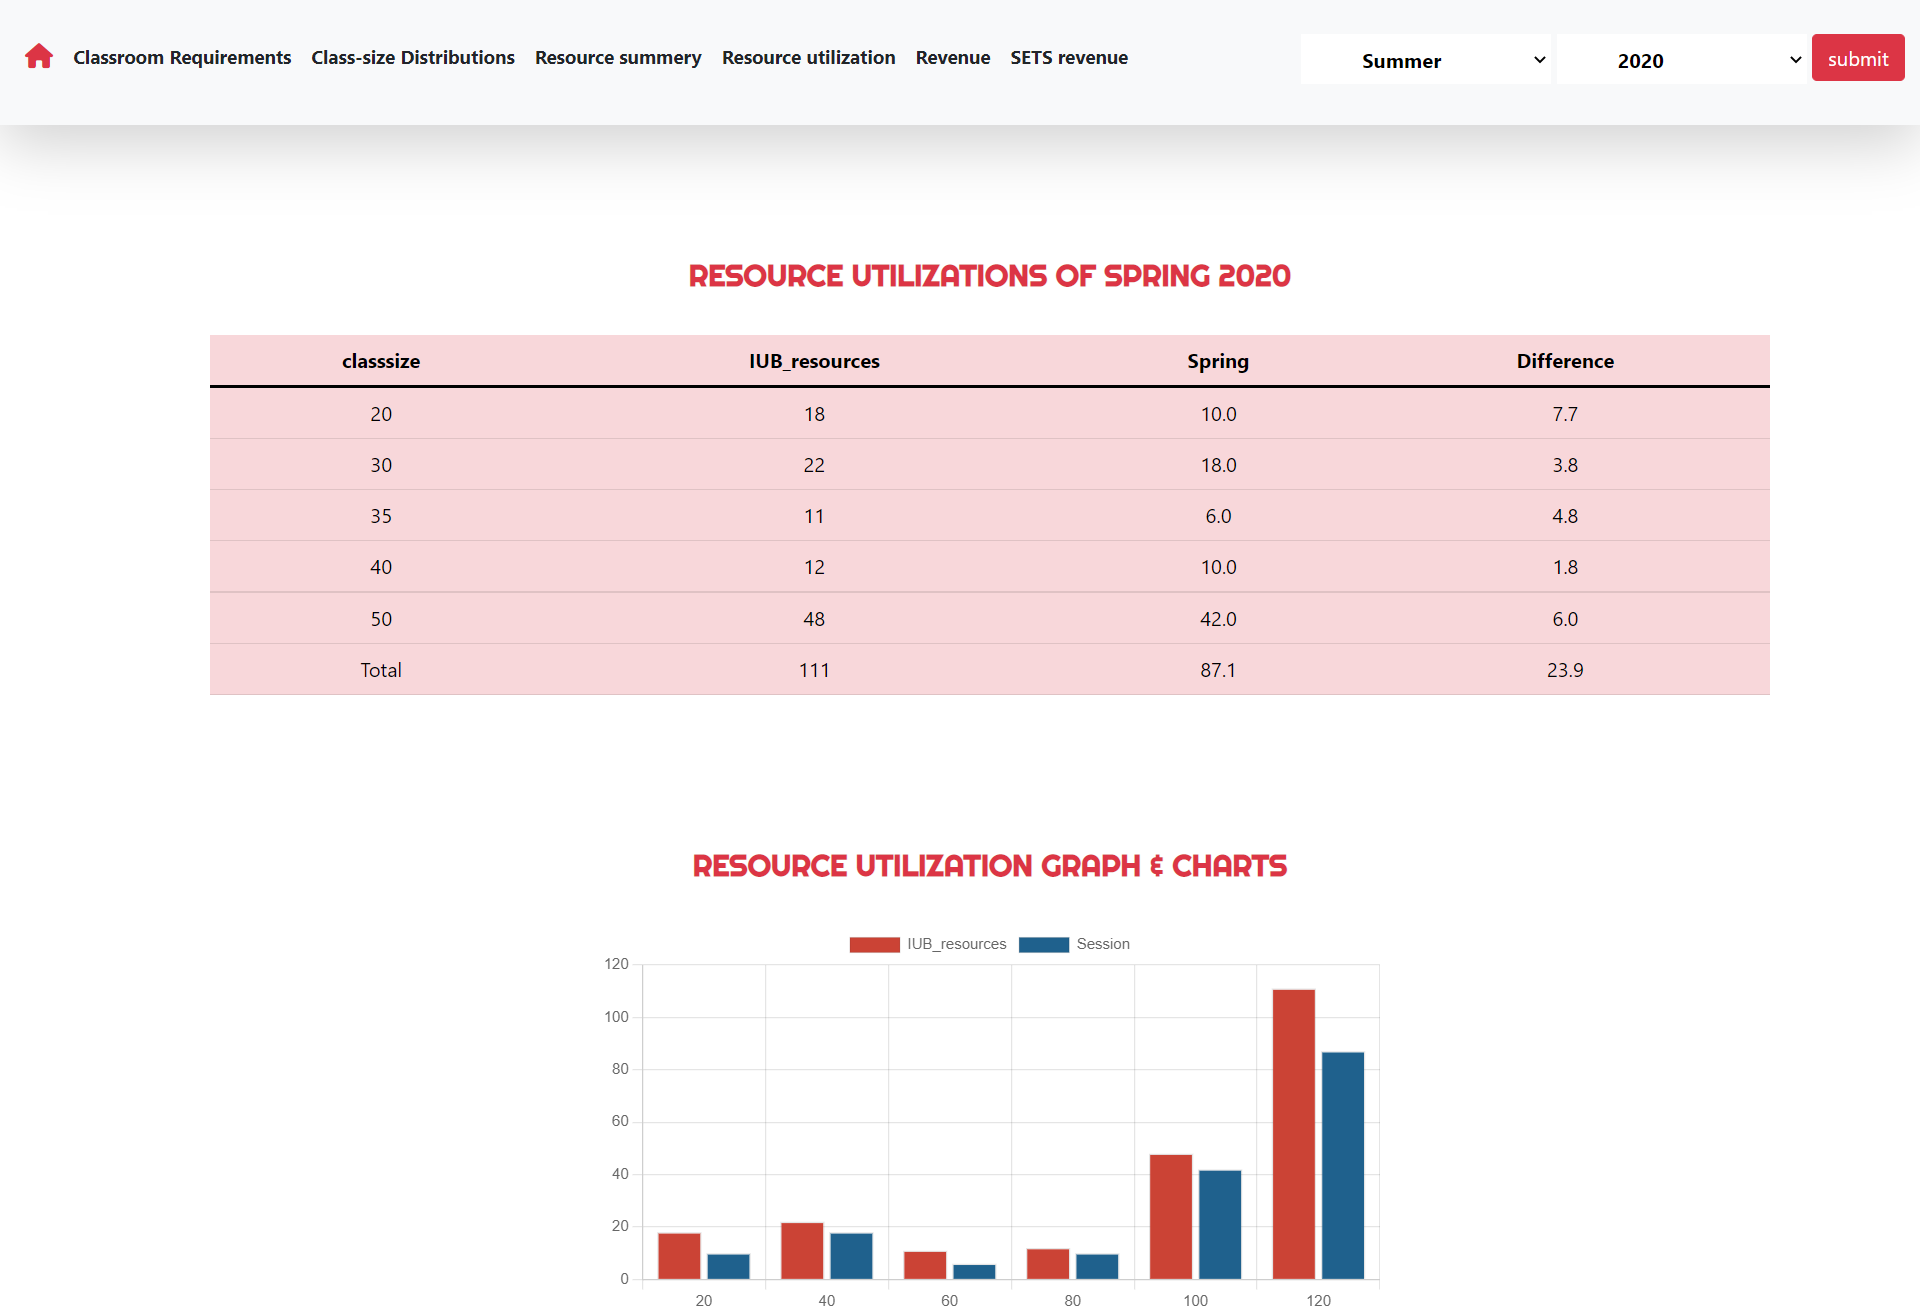 Classroom Requirements Class-size Distributions Resource summery Resource utilization Revenue SETS revenue Summer 2020 submit
RESOURCE UTILIZATIONS OF SPRING 2020
classsize IUB_resources Spring Difference
20 18 10.0 7.7
30 22 18.0 3.8
35 11 6.0 4.8
40 12 10.0 1.8
50 48 42.0 6.0
Total 111 87.1 23.9
RESOURCE UTILIZATION GRAPH & CHARTS
IUB_resources Session
120
100
80
60
40
20
0
20 40 60 80 100 120